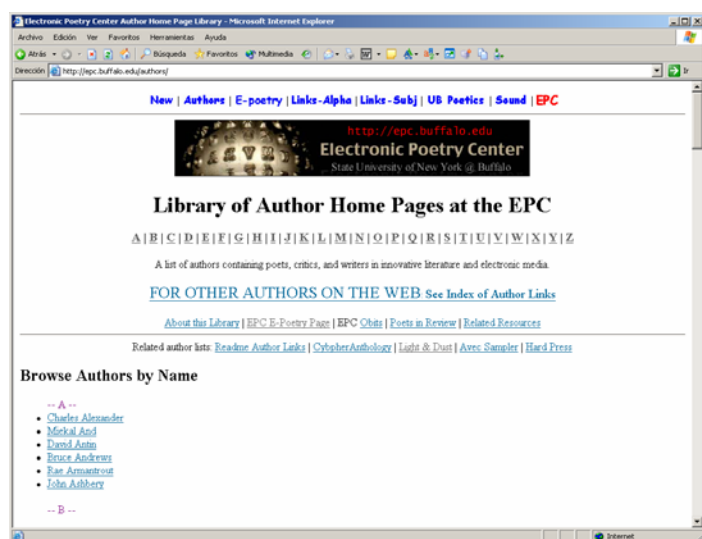 Electronic Poetry Center Author Home Page Library - Microsoft Internet Explorer
Archivo Edición Ver Favoritos Herramientas Ayuda
Atrás Búsqueda Favoritos Multimedia
Dirección http://epc.buffalo.edu/authors/ Ir
New | Authors | E-poetry | Links-Alpha | Links-Subj | UB Poetics | Sound | EPC
http://epc.buffalo.edu
Electronic Poetry Center
State University of New York @ Buffalo
Library of Author Home Pages at the EPC
A | B | C | D | E | F | G | H | I | J | K | L | M | N | O | P | Q | R | S | T | U | V | W | X | Y | Z
A list of authors containing poets, critics, and writers in innovative literature and electronic media.
FOR OTHER AUTHORS ON THE WEB See Index of Author Links
About this Library | EPC E-Poetry Page | EPC Obits | Poets in Review | Related Resources
Related author lists: Readme Author Links | CybpherAnthology | Light & Dust | Avec Sampler | Hard Press
Browse Authors by Name
-- A --
Charles Alexander
Miekal And
David Antin
Bruce Andrews
Rae Armantrout
John Ashbery
-- B --
Internet